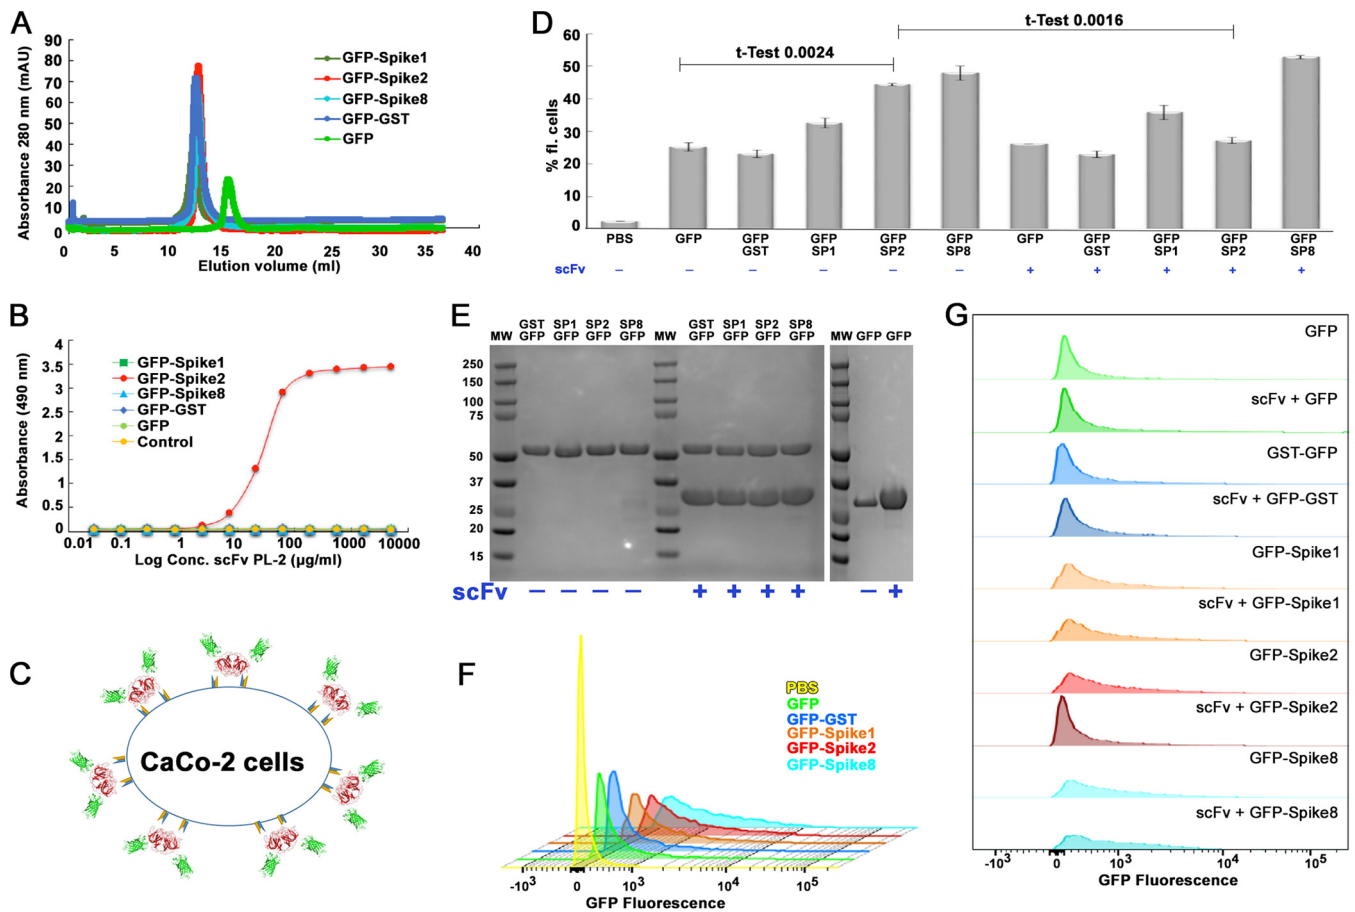 A
Absorbance 280 nm (mAU)
90
80
70
60
50
40
30
20
10
0
0 5 10 15 20 25 30 35 40
Elution volume (ml)
GFP-Spike1
GFP-Spike2
GFP-Spike8
GFP-GST
GFP
D
% fl. cells
60
50
40
30
20
10
0
t-Test 0.0024
t-Test 0.0016
PBS GFP GFP GFP GFP GFP GFP GFP GFP GFP GFP
GST SP1 SP2 SP8 GST SP1 SP2 SP8
scFv – – – – – – + + + + +
B
Absorbance (490 nm)
3.5
3
2.5
2
1.5
1
0.5
0
0.01 0.1 1 10 100 1000 10000
Log Conc. scFv PL-2 (µg/ml)
GFP-Spike1
GFP-Spike2
GFP-Spike8
GFP-GST
GFP
Control
E
GST SP1 SP2 SP8 GST SP1 SP2 SP8
MW GFP GFP GFP GFP MW GFP GFP GFP GFP MW GFP GFP
250
150
100
75
50
37
25
20
15
scFv – – – – + + + + – +
C
CaCo-2 cells
F
PBS
GFP
GFP-GST
GFP-Spike1
GFP-Spike2
GFP-Spike8
-10³ 0 10³ 10⁴ 10⁵
GFP Fluorescence
G
GFP
scFv + GFP
GST-GFP
scFv + GFP-GST
GFP-Spike1
scFv + GFP-Spike1
GFP-Spike2
scFv + GFP-Spike2
GFP-Spike8
scFv + GFP-Spike8
-10³ 0 10³ 10⁴ 10⁵
GFP Fluorescence